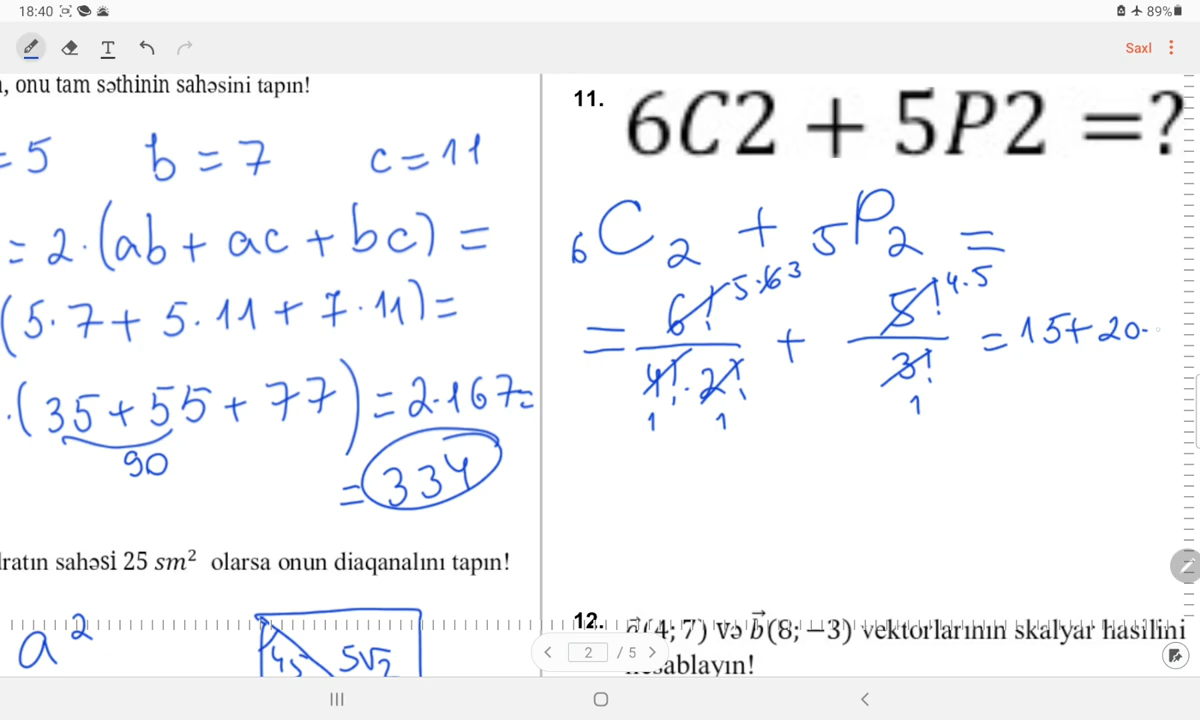 18:40
89%
Saxl
, onu tam səthinin sahəsini tapın!
= 5 b = 7 c = 11
= 2·(ab + ac + bc) =
(5·7 + 5·11 + 7·11) =
·(35 + 55 + 77) = 2·167 =
90
= 334
dratın sahəsi 25 sm² olarsa onun diaqanalını tapın!
a²
45 5√2
11. 6C2 + 5P2 =?
₆C₂ + ₅P₂ =
= 6! 5·6 3 / 4!·2! + 5! 4·5 / 3! = 15 + 20-
1 1 1
12. a⃗(4; 7) və b⃗(8; −3) vektorlarının skalyar hasilini
hesablayın!
2 / 5